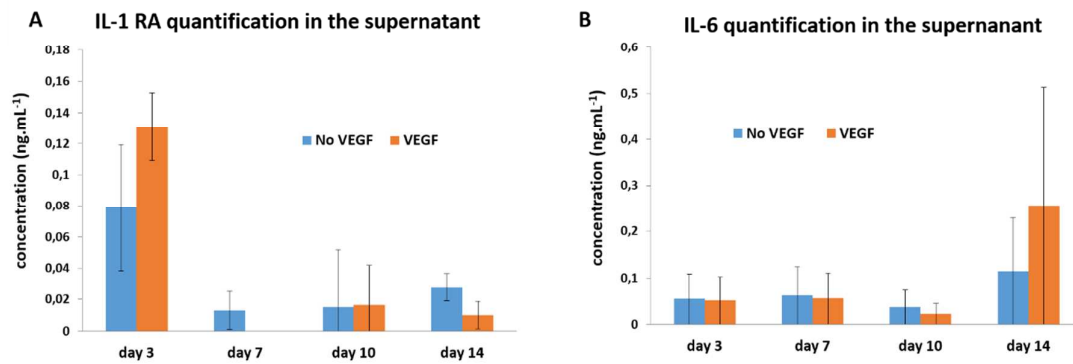 A
IL-1 RA quantification in the supernatant
concentration (ng.mL-1)
0,18
0,16
0,14
0,12
0,1
0,08
0,06
0,04
0,02
0
No VEGF
VEGF
day 3
day 7
day 10
day 14
B
IL-6 quantification in the supernanant
concentration (ng.mL-1)
0,6
0,5
0,4
0,3
0,2
0,1
0
No VEGF
VEGF
day 3
day 7
day 10
day 14